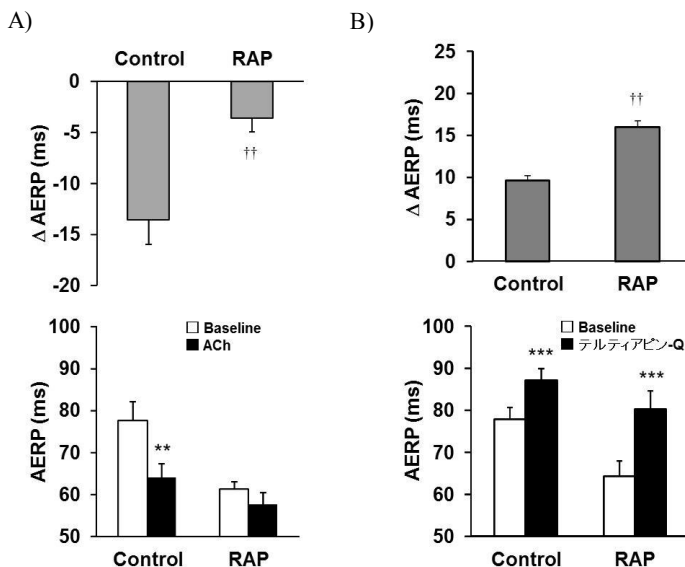 A)
Control RAP
0
-5
-10
-15
-20
Δ AERP (ms)
††
B)
25
20
15
10
5
0
Δ AERP (ms)
††
Control RAP
100
90
80
70
60
50
AERP (ms)
Baseline
ACh
**
Control RAP
100
90
80
70
60
50
AERP (ms)
Baseline
テルティアピン-Q
***
***
Control RAP